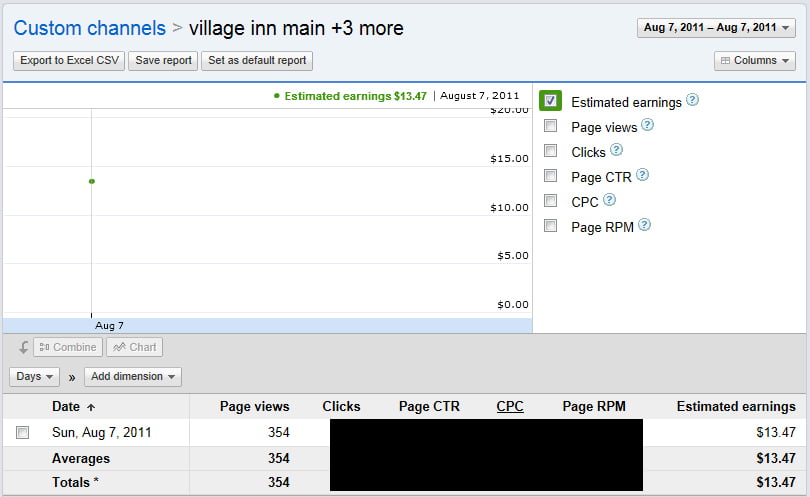 Custom channels > village inn main +3 more
Aug 7, 2011 – Aug 7, 2011
Export to Excel CSV Save report Set as default report
Columns
Estimated earnings $13.47 | August 7, 2011
$20.00
$15.00
$10.00
$5.00
$0.00
Aug 7
Estimated earnings ?
Page views ?
Clicks ?
Page CTR ?
CPC ?
Page RPM ?
Combine Chart
Days » Add dimension
Date Page views Clicks Page CTR CPC Page RPM Estimated earnings
Sun, Aug 7, 2011 354 $13.47
Averages 354 $13.47
Totals * 354 $13.47